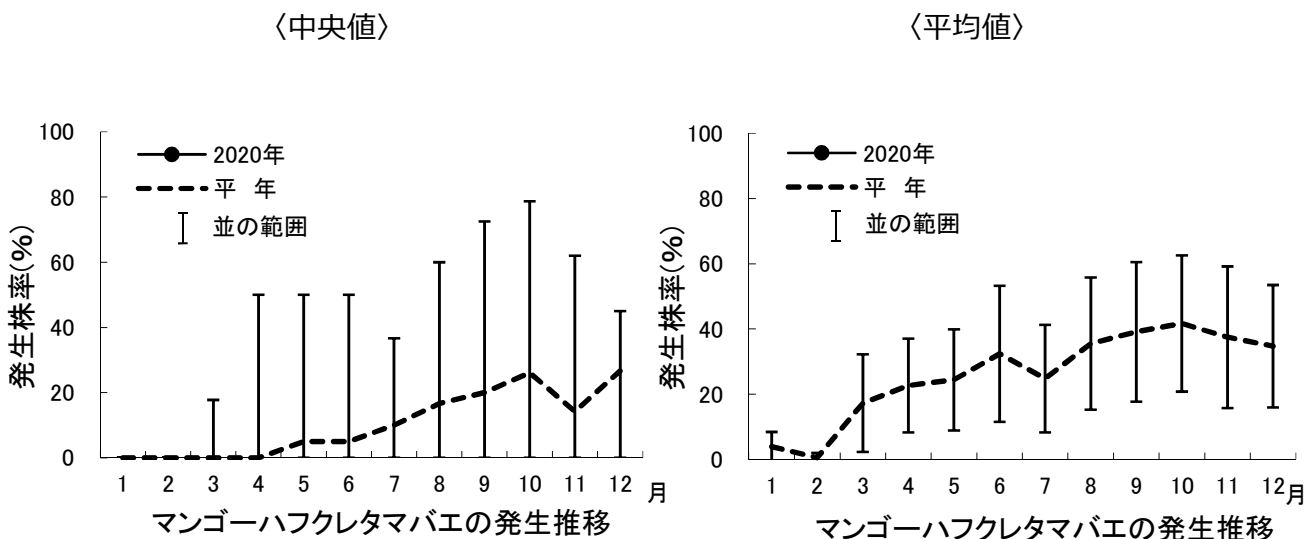 〈中央値〉
100
80
60
40
20
0
発生株率(%)
2020年
平 年
並の範囲
1 2 3 4 5 6 7 8 9 10 11 12 月
マンゴーハフクレタマバエの発生推移
〈平均値〉
100
80
60
40
20
0
発生株率(%)
2020年
平 年
並の範囲
1 2 3 4 5 6 7 8 9 10 11 12 月
マンゴーハフクレタマバエの発生推移